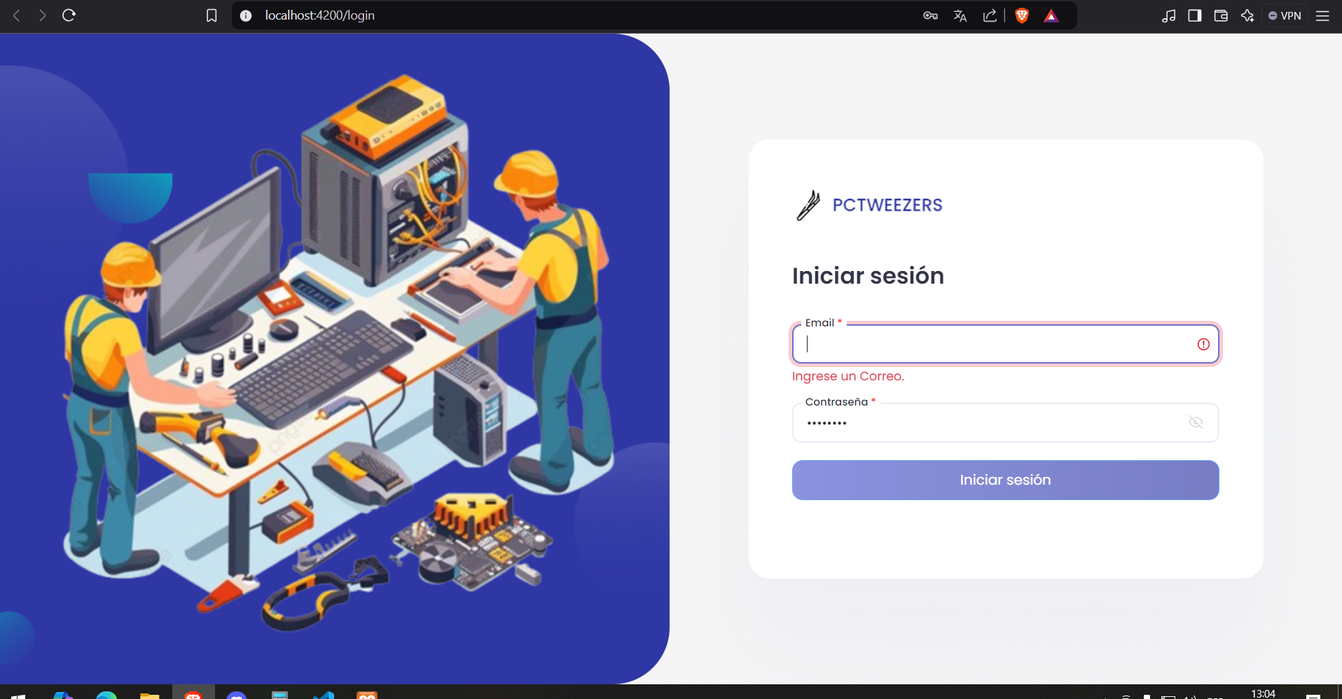 localhost:4200/login
VPN
PCTWEEZERS
Iniciar sesión
Email *
Ingrese un Correo.
Contraseña *
••••••••
Iniciar sesión
13:04